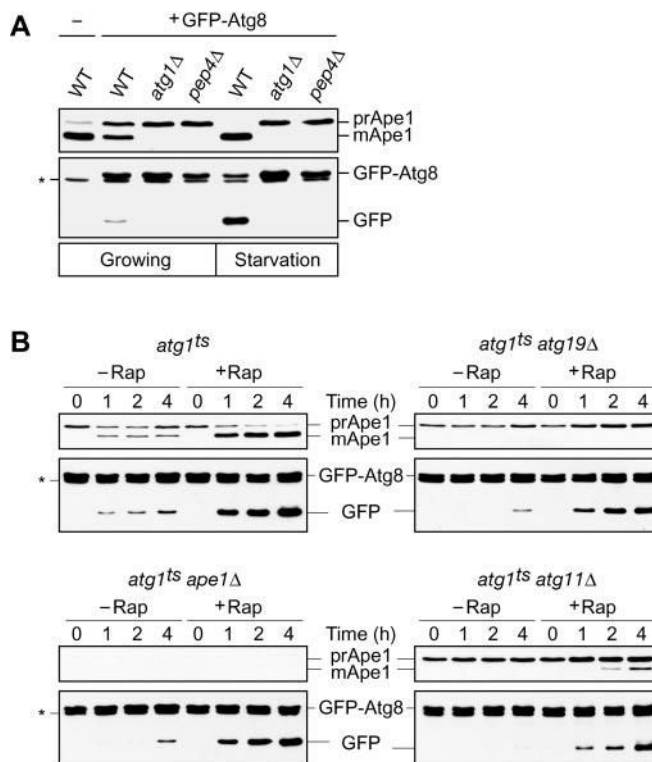 A
– +GFP-Atg8
WT WT atg1Δ pep4Δ WT atg1Δ pep4Δ
prApe1
mApe1
GFP-Atg8
*
GFP
Growing Starvation
B
atg1ts atg1ts atg19Δ
–Rap +Rap –Rap +Rap
0 1 2 4 0 1 2 4 Time (h) 0 1 2 4 0 1 2 4
prApe1
mApe1
* GFP-Atg8
GFP
atg1ts ape1Δ atg1ts atg11Δ
–Rap +Rap –Rap +Rap
0 1 2 4 0 1 2 4 Time (h) 0 1 2 4 0 1 2 4
prApe1
mApe1
* GFP-Atg8
GFP